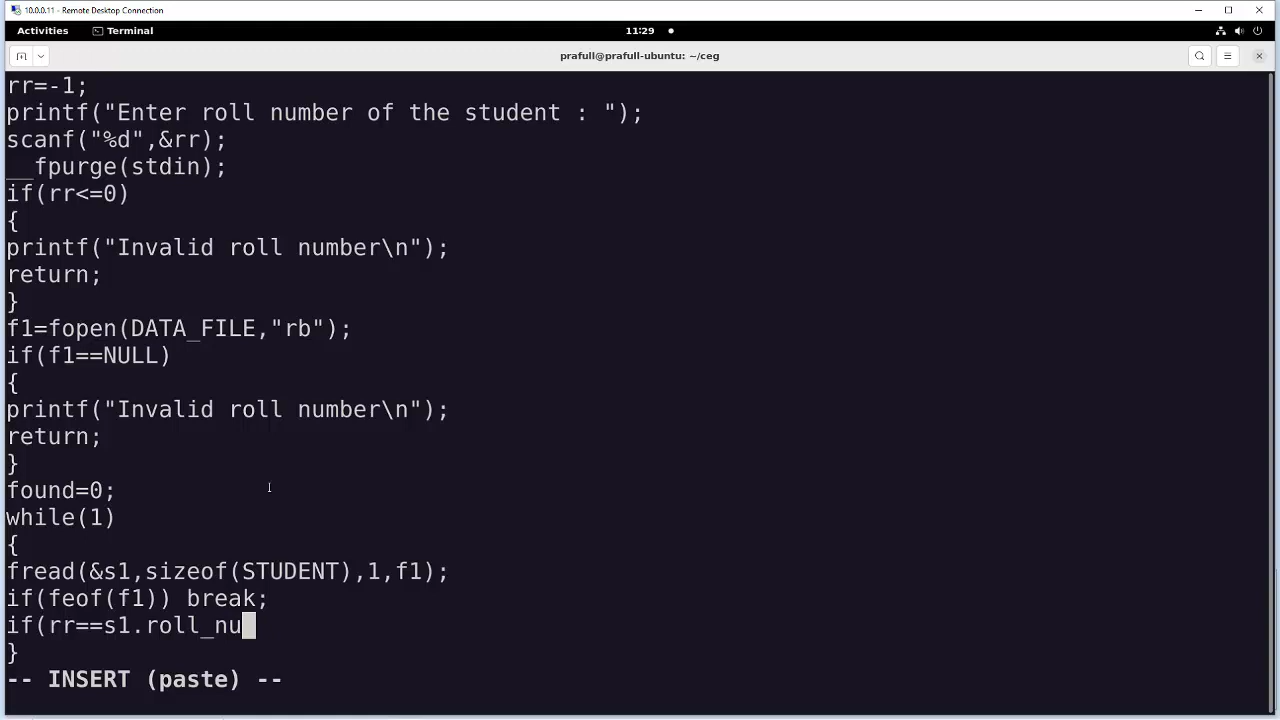 10.0.0.11 - Remote Desktop Connection
Activities Terminal 11:29
prafull@prafull-ubuntu: ~/ceg
rr=-1;
printf("Enter roll number of the student : ");
scanf("%d",&rr);
__fpurge(stdin);
if(rr<=0)
{
printf("Invalid roll number\n");
return;
}
f1=fopen(DATA_FILE,"rb");
if(f1==NULL)
{
printf("Invalid roll number\n");
return;
}
found=0;
while(1)
{
fread(&s1,sizeof(STUDENT),1,f1);
if(feof(f1)) break;
if(rr==s1.roll_nu
}
-- INSERT (paste) --